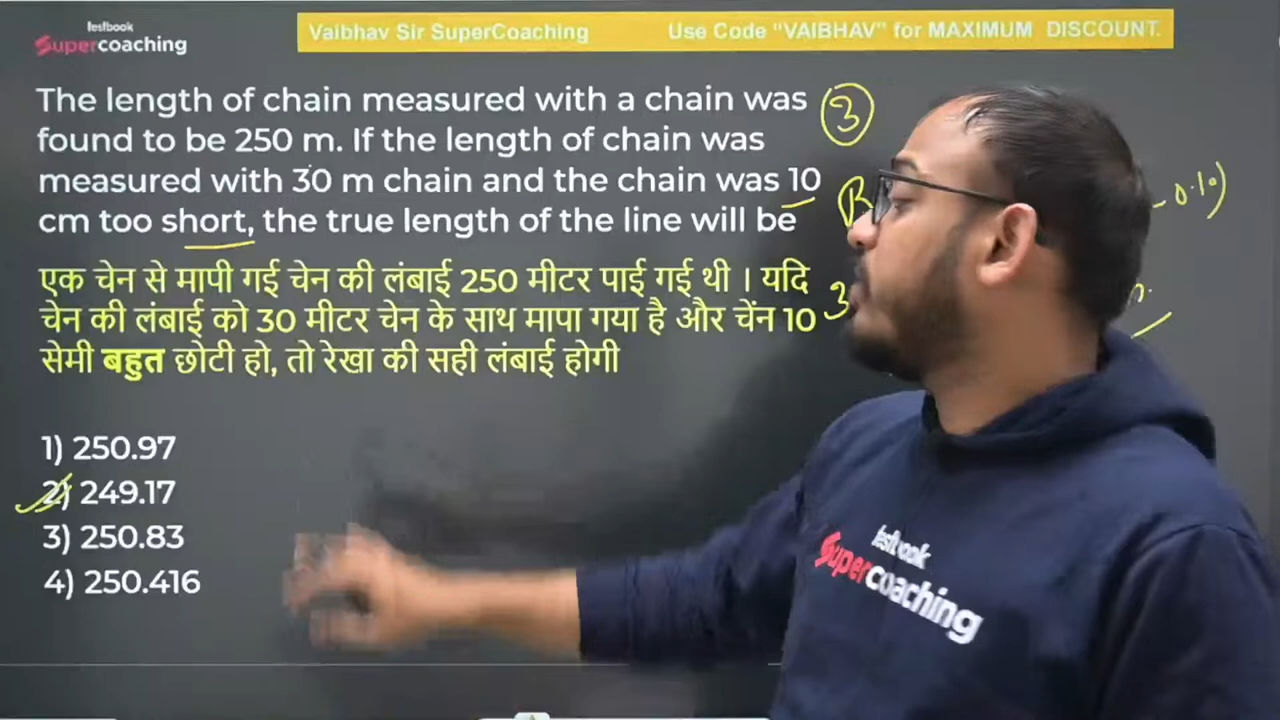 testbook
Supercoaching
Vaibhav Sir SuperCoaching
Use Code "VAIBHAV" for MAXIMUM DISCOUNT.
The length of chain measured with a chain was
found to be 250 m. If the length of chain was
measured with 30 m chain and the chain was 10
cm too short, the true length of the line will be
एक चेन से मापी गई चेन की लंबाई 250 मीटर पाई गई थी । यदि
चेन की लंबाई को 30 मीटर चेन के साथ मापा गया है और चेंन 10
सेमी बहुत छोटी हो, तो रेखा की सही लंबाई होगी
1) 250.97
2) 249.17
3) 250.83
4) 250.416
3
- 0.10)
3
testbook
Supercoaching